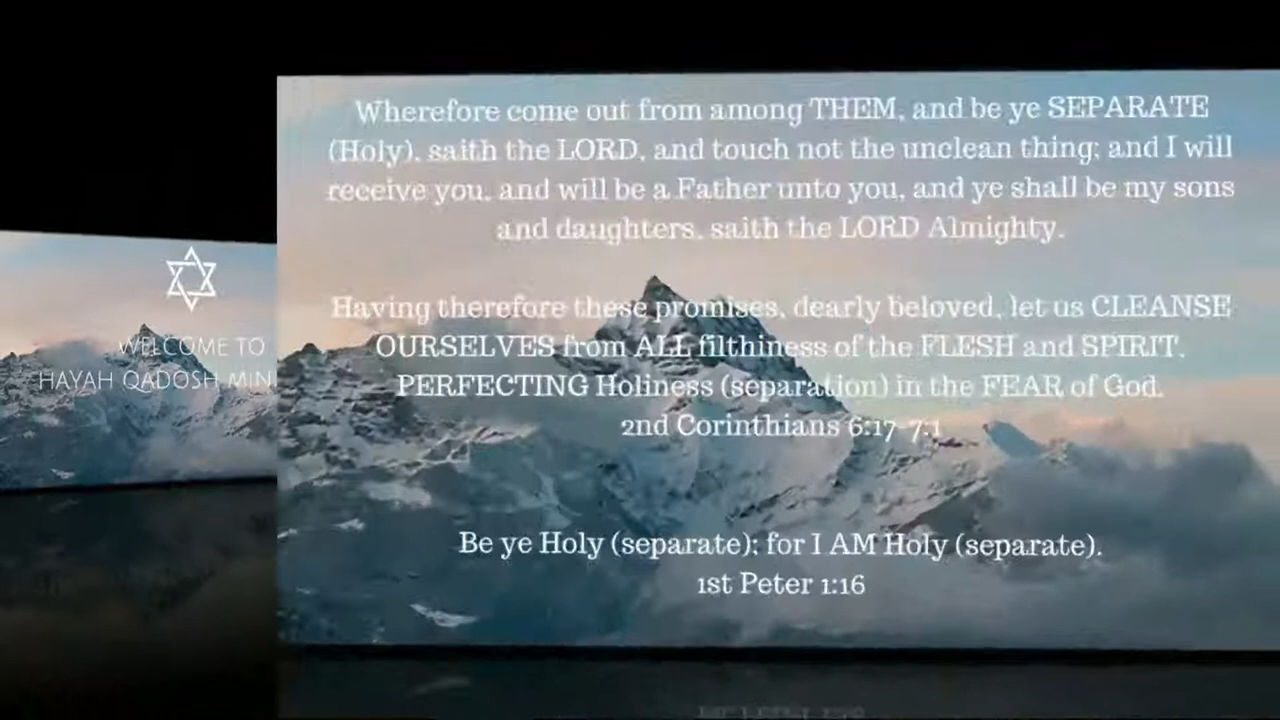 WELCOME TO
HAYAH QADOSH MIN
Wherefore come out from among THEM, and be ye SEPARATE
(Holy), saith the LORD, and touch not the unclean thing; and I will
receive you, and will be a Father unto you, and ye shall be my sons
and daughters, saith the LORD Almighty.
Having therefore these promises, dearly beloved, let us CLEANSE
OURSELVES from ALL filthiness of the FLESH and SPIRIT,
PERFECTING Holiness (separation) in the FEAR of God.
2nd Corinthians 6:17-7:1
Be ye Holy (separate); for I AM Holy (separate).
1st Peter 1:16